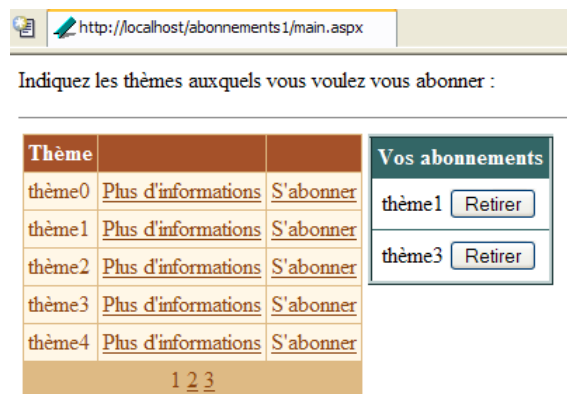 http://localhost/abonnements1/main.aspx
Indiquez les thèmes auxquels vous voulez vous abonner :
Thème
thème0 Plus d'informations S'abonner
thème1 Plus d'informations S'abonner
thème2 Plus d'informations S'abonner
thème3 Plus d'informations S'abonner
thème4 Plus d'informations S'abonner
1 2 3
Vos abonnements
thème1 Retirer
thème3 Retirer